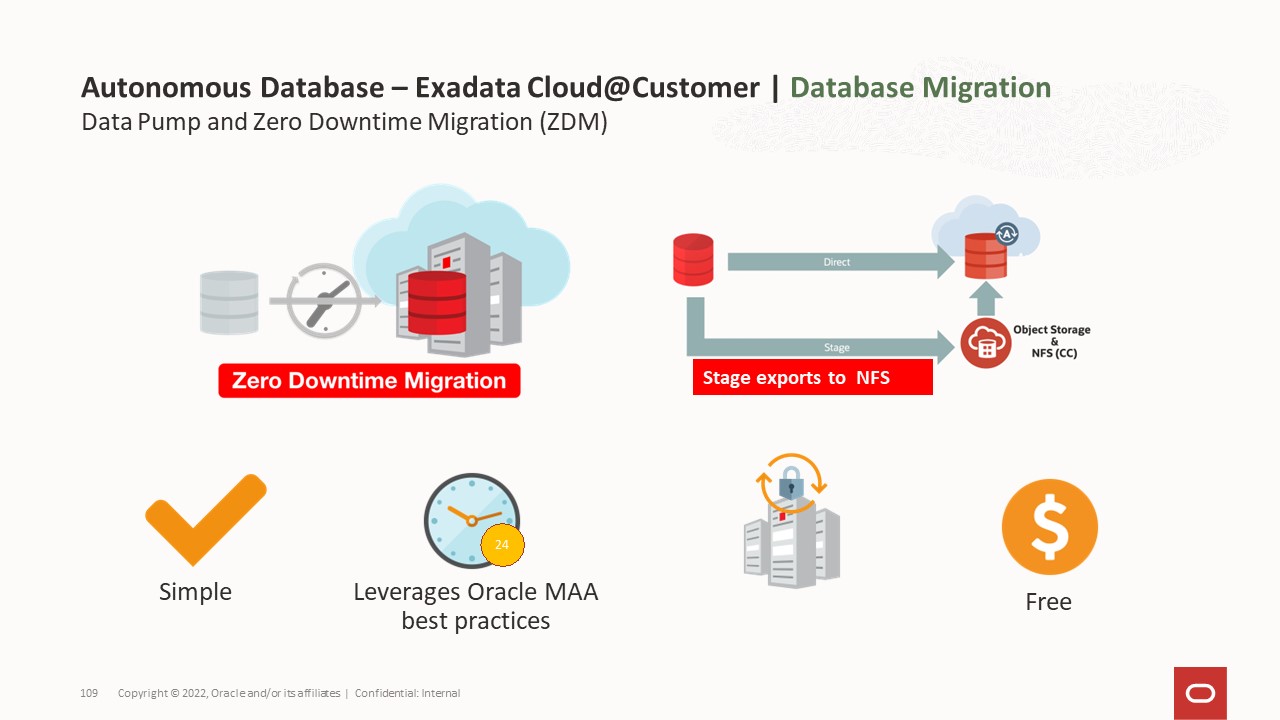 Autonomous Database – Exadata Cloud@Customer | Database Migration
Data Pump and Zero Downtime Migration (ZDM)
Zero Downtime Migration
Direct
A
Stage
Object Storage
&
NFS (CC)
Stage exports to NFS
24
Simple
Leverages Oracle MAA
best practices
Free
109 Copyright © 2022, Oracle and/or its affiliates | Confidential: Internal